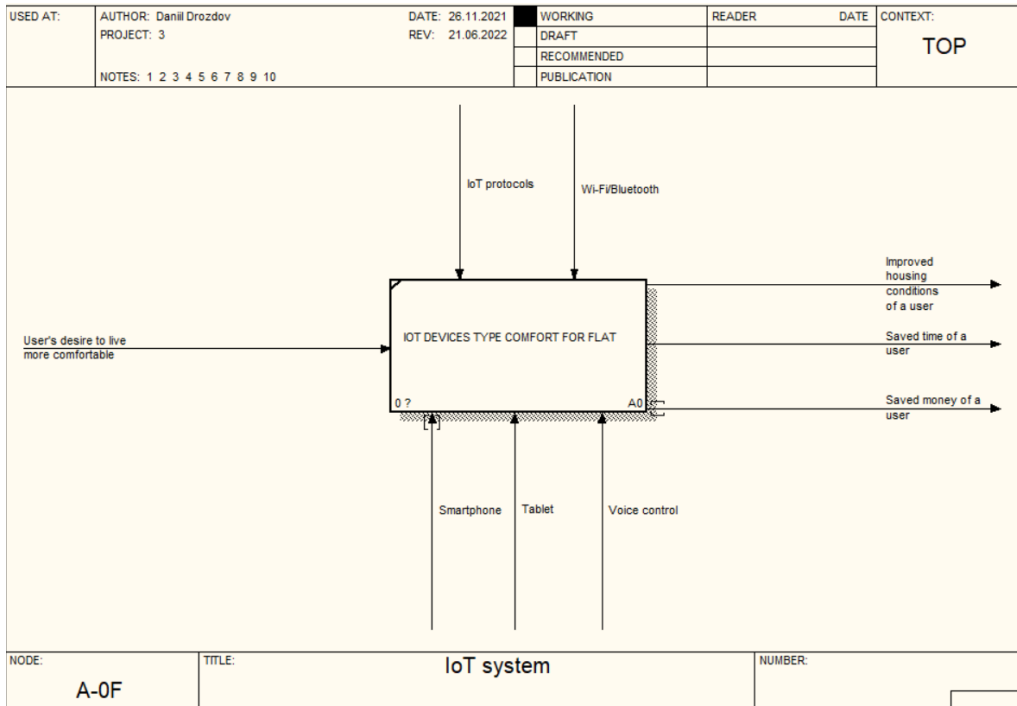 USED AT:
AUTHOR: Daniil Drozdov
DATE: 26.11.2021
WORKING
READER
DATE
CONTEXT:
PROJECT: 3
REV: 21.06.2022
DRAFT
TOP
RECOMMENDED
NOTES: 1 2 3 4 5 6 7 8 9 10
PUBLICATION
IoT protocols
Wi-Fi/Bluetooth
Improved
housing
conditions
of a user
User's desire to live
more comfortable
IOT DEVICES TYPE COMFORT FOR FLAT
Saved time of a
user
0 ?
A0
Saved money of a
user
Smartphone
Tablet
Voice control
NODE:
TITLE:
IoT system
NUMBER:
A-0F